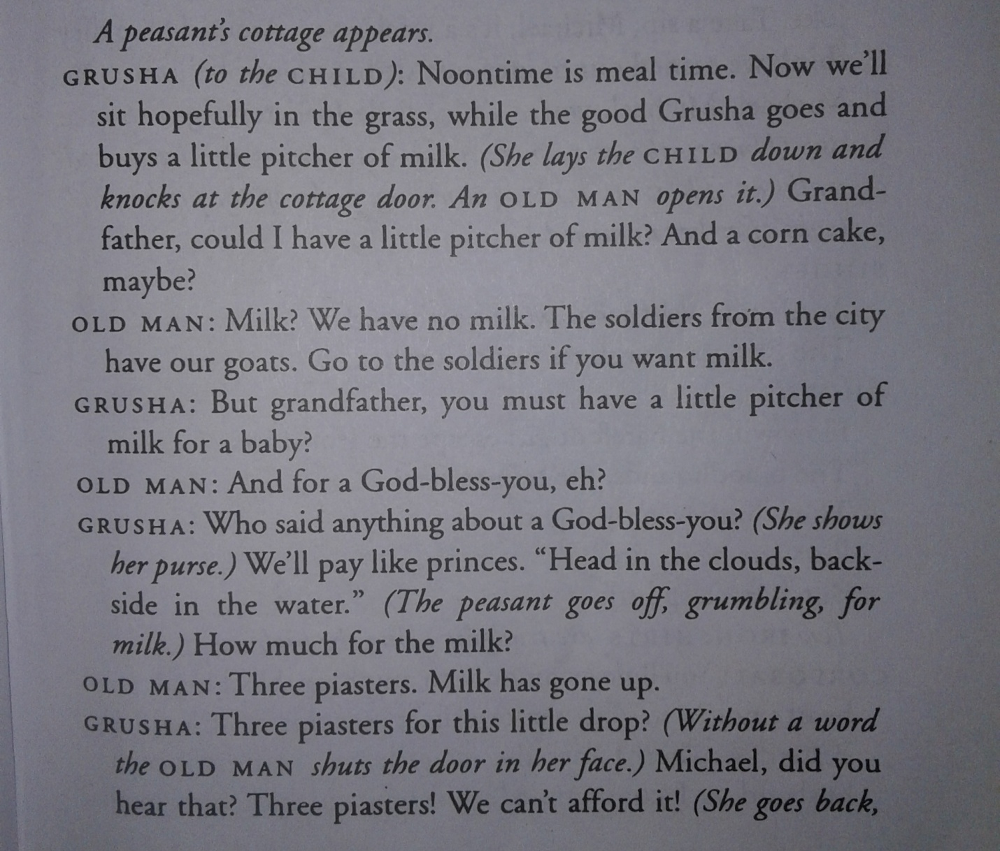 A peasant's cottage appears.
GRUSHA (to the CHILD): Noontime is meal time. Now we'll
sit hopefully in the grass, while the good Grusha goes and
buys a little pitcher of milk. (She lays the CHILD down and
knocks at the cottage door. An OLD MAN opens it.) Grand-
father, could I have a little pitcher of milk? And a corn cake,
maybe?
OLD MAN: Milk? We have no milk. The soldiers from the city
have our goats. Go to the soldiers if you want milk.
GRUSHA: But grandfather, you must have a little pitcher of
milk for a baby?
OLD MAN: And for a God-bless-you, eh?
GRUSHA: Who said anything about a God-bless-you? (She shows
her purse.) We'll pay like princes. “Head in the clouds, back-
side in the water.” (The peasant goes off, grumbling, for
milk.) How much for the milk?
OLD MAN: Three piasters. Milk has gone up.
GRUSHA: Three piasters for this little drop? (Without a word
the OLD MAN shuts the door in her face.) Michael, did you
hear that? Three piasters! We can't afford it! (She goes back,